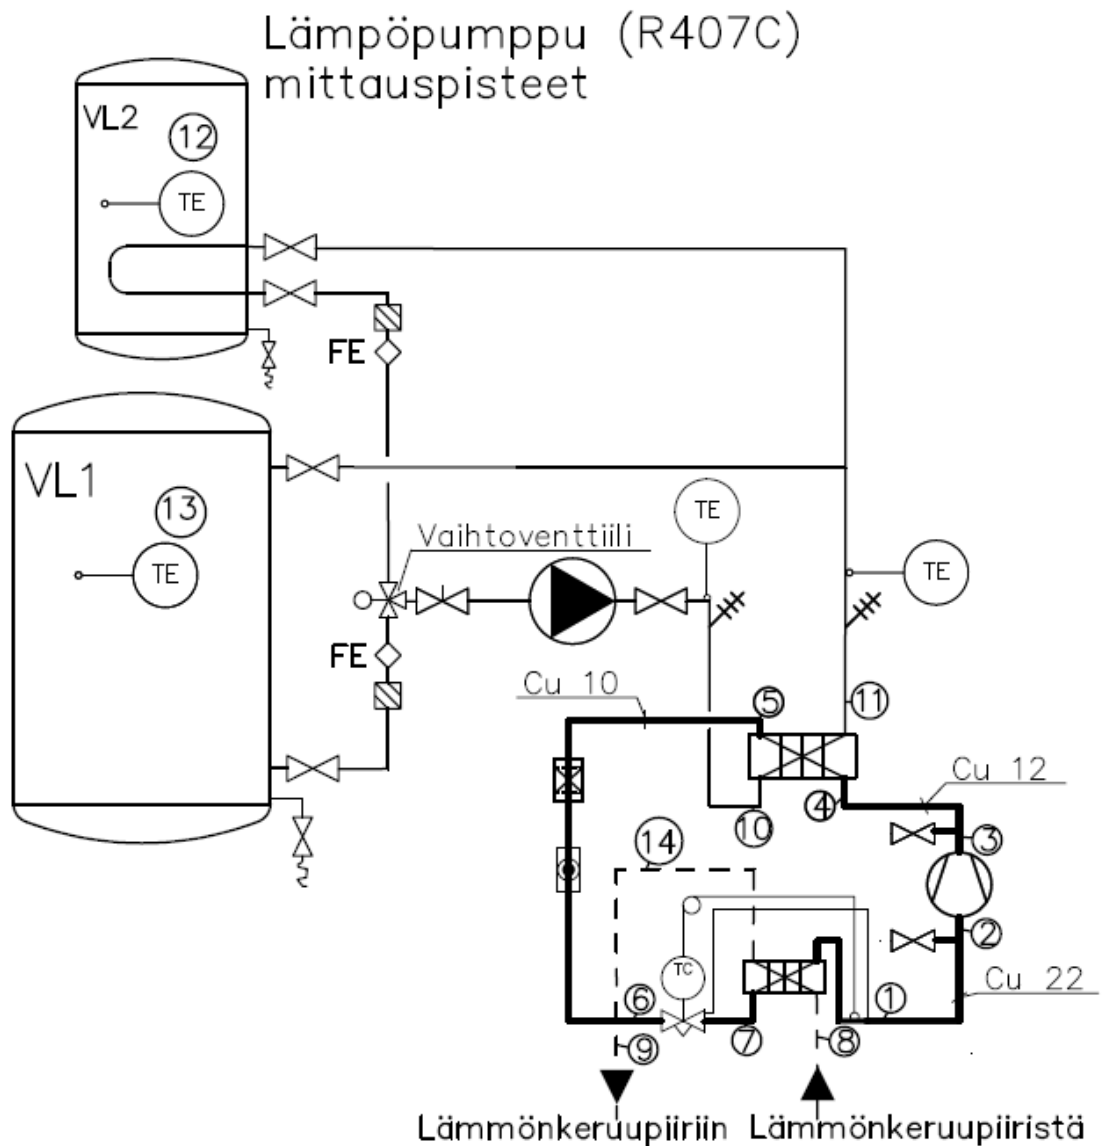 Lämpöpumppu (R407C)
mittauspisteet
VL2
12
TE
FE
VL1
13
TE
TE
Vaihtoventtiili
TE
FE
Cu 10
5
11
Cu 12
4
10
3
14
2
TC
Cu 22
6
1
7
8
9
Lämmönkeruupiiriin Lämmönkeruupiiristä